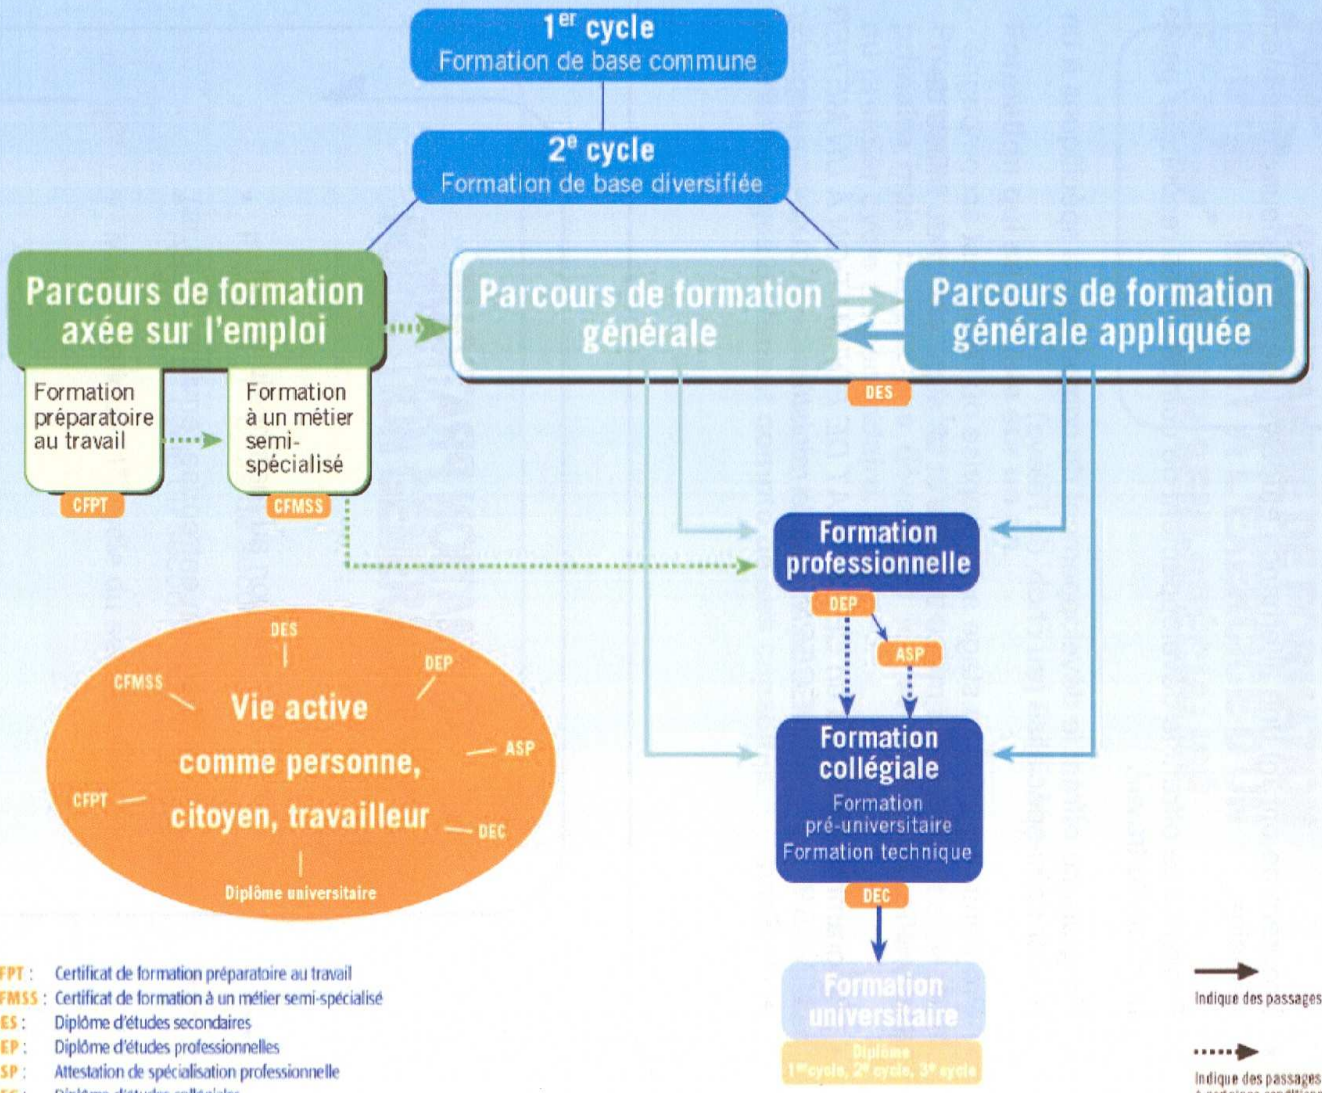 1er cycle
Formation de base commune
2e cycle
Formation de base diversifiée
Parcours de formation
axée sur l'emploi
Parcours de formation
générale
Parcours de formation
générale appliquée
DES
Formation
préparatoire
au travail
CFPT
Formation
à un métier
semi-
spécialisé
CFMSS
Formation
professionnelle
DEP
ASP
Formation
collégiale
Formation
pré-universitaire
Formation technique
DEC
Formation
universitaire
Diplôme
1er cycle, 2e cycle, 3e cycle
DES
DEP
CFMSS
Vie active
comme personne,
citoyen, travailleur
ASP
CFPT
DEC
Diplôme universitaire
FPT : Certificat de formation préparatoire au travail
FMSS : Certificat de formation à un métier semi-spécialisé
ES : Diplôme d'études secondaires
EP : Diplôme d'études professionnelles
SP : Attestation de spécialisation professionnelle
Indique des passages
Indique des passages